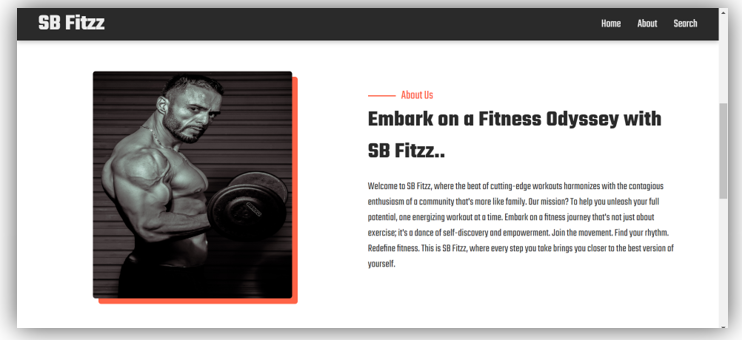 SB Fitzz
Home About Search
About Us
Embark on a Fitness Odyssey with
SB Fitzz..
Welcome to SB Fitzz, where the beat of cutting-edge workouts harmonizes with the contagious
enthusiasm of a community that's more like family. Our mission? To help you unleash your full
potential, one energizing workout at a time. Embark on a fitness journey that's not just about
exercise; it's a dance of self-discovery and empowerment. Join the movement. Find your rhythm.
Redefine fitness. This is SB Fitzz, where every step you take brings you closer to the best version of
yourself.